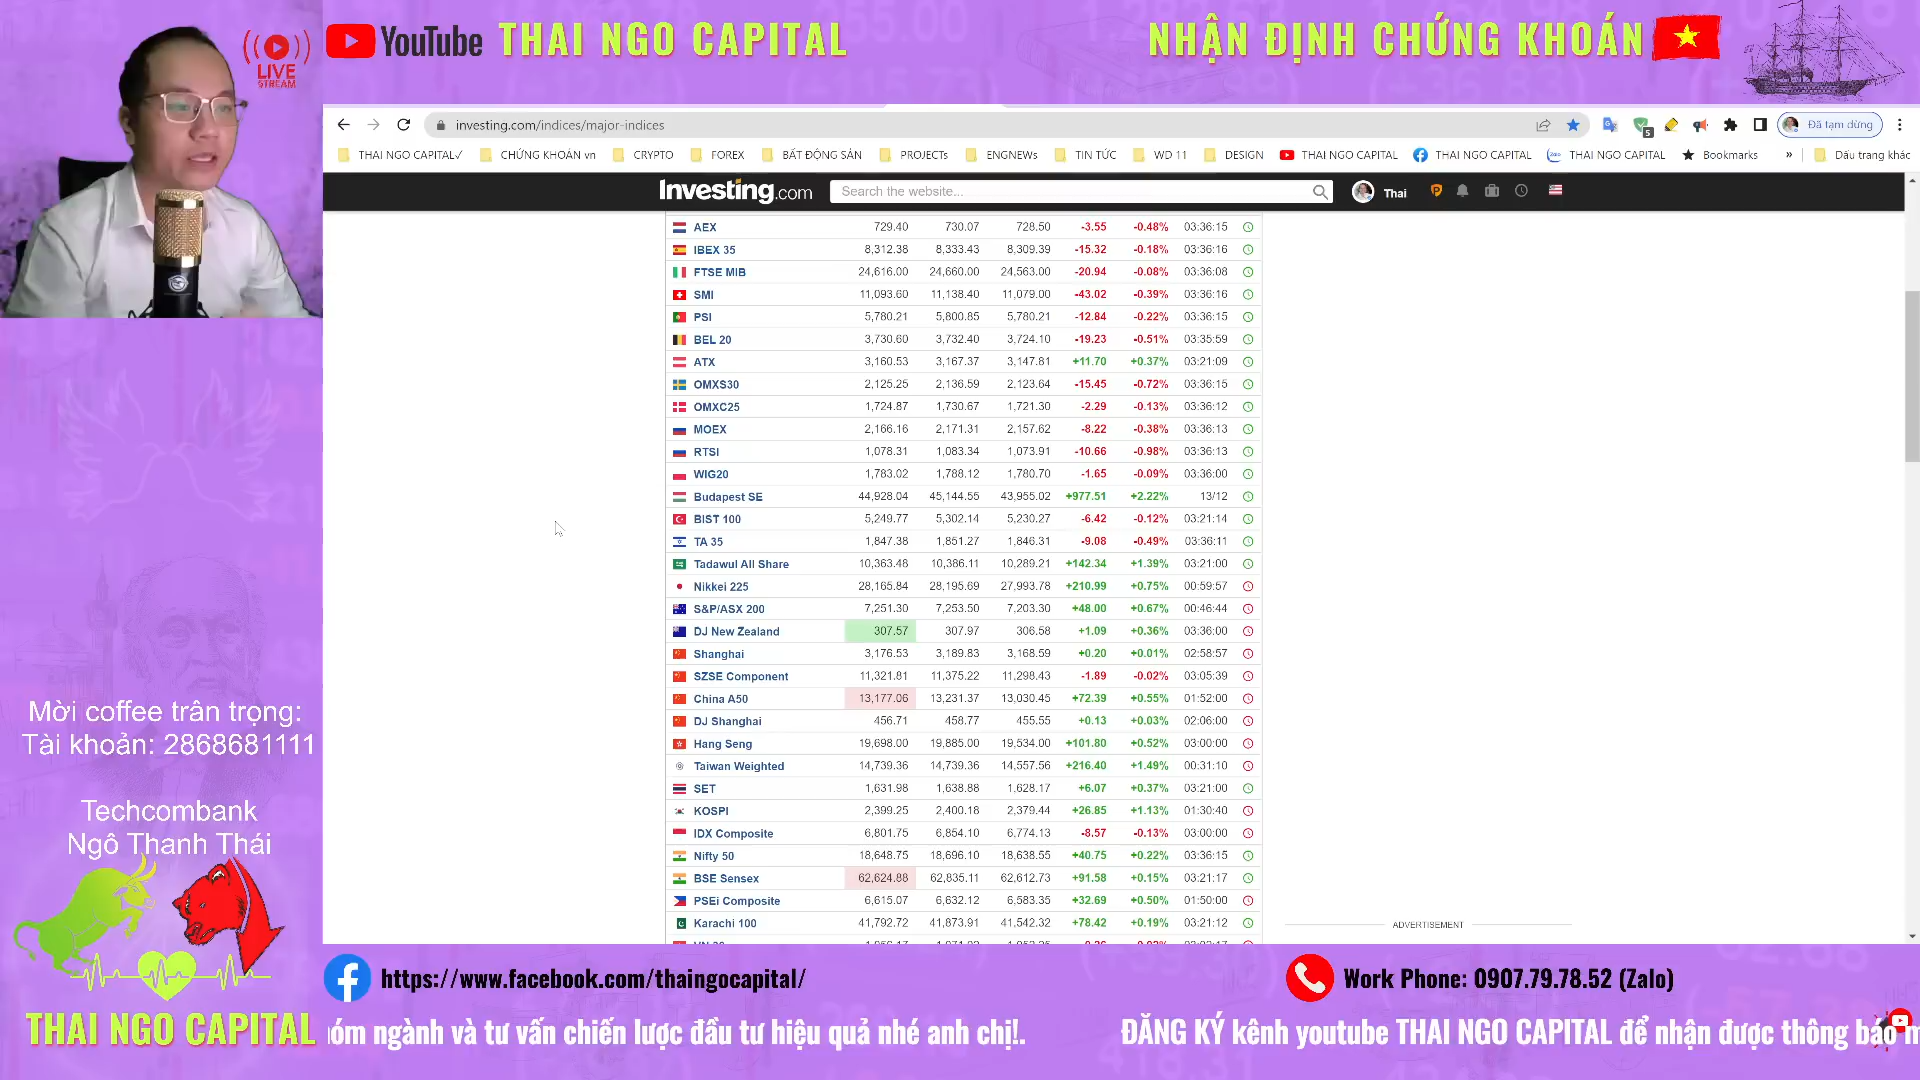 LIVE
STREAM
YouTube THAI NGO CAPITAL
NHẬN ĐỊNH CHỨNG KHOÁN
investing.com/indices/major-indices
5
Đã tạm dừng
THAI NGO CAPITAL✓ CHỨNG KHOÁN vn CRYPTO FOREX BẤT ĐỘNG SẢN PROJECTs ENGNEWs TIN TỨC WD 11 DESIGN THAI NGO CAPITAL THAI NGO CAPITAL THAI NGO CAPITAL Bookmarks » Dấu trang khác
Investing.com Search the website... Thai
AEX 729.40 730.07 728.50 -3.55 -0.48% 03:36:15
IBEX 35 8,312.38 8,333.43 8,309.39 -15.32 -0.18% 03:36:16
FTSE MIB 24,616.00 24,660.00 24,563.00 -20.94 -0.08% 03:36:08
SMI 11,093.60 11,138.40 11,079.00 -43.02 -0.39% 03:36:16
PSI 5,780.21 5,800.85 5,780.21 -12.84 -0.22% 03:36:15
BEL 20 3,730.60 3,732.40 3,724.10 -19.23 -0.51% 03:35:59
ATX 3,160.53 3,167.37 3,147.81 +11.70 +0.37% 03:21:09
OMXS30 2,125.25 2,136.59 2,123.64 -15.45 -0.72% 03:36:15
OMXC25 1,724.87 1,730.67 1,721.30 -2.29 -0.13% 03:36:12
MOEX 2,166.16 2,171.31 2,157.62 -8.22 -0.38% 03:36:13
RTSI 1,078.31 1,083.34 1,073.91 -10.66 -0.98% 03:36:13
WIG20 1,783.02 1,788.12 1,780.70 -1.65 -0.09% 03:36:00
Budapest SE 44,928.04 45,144.55 43,955.02 +977.51 +2.22% 13/12
BIST 100 5,249.77 5,302.14 5,230.27 -6.42 -0.12% 03:21:14
TA 35 1,847.38 1,851.27 1,846.31 -9.08 -0.49% 03:36:11
Tadawul All Share 10,363.48 10,386.11 10,289.21 +142.34 +1.39% 03:21:00
Nikkei 225 28,165.84 28,195.69 27,993.78 +210.99 +0.75% 00:59:57
S&P/ASX 200 7,251.30 7,253.50 7,203.30 +48.00 +0.67% 00:46:44
DJ New Zealand 307.57 307.97 306.58 +1.09 +0.36% 03:36:00
Shanghai 3,176.53 3,189.83 3,168.59 +0.20 +0.01% 02:58:57
SZSE Component 11,321.81 11,375.22 11,298.43 -1.89 -0.02% 03:05:39
China A50 13,177.06 13,231.37 13,030.45 +72.39 +0.55% 01:52:00
DJ Shanghai 456.71 458.77 455.55 +0.13 +0.03% 02:06:00
Hang Seng 19,698.00 19,885.00 19,534.00 +101.80 +0.52% 03:00:00
Taiwan Weighted 14,739.36 14,739.36 14,557.56 +216.40 +1.49% 00:31:10
SET 1,631.98 1,638.88 1,628.17 +6.07 +0.37% 03:21:00
KOSPI 2,399.25 2,400.18 2,379.44 +26.85 +1.13% 01:30:40
IDX Composite 6,801.75 6,854.10 6,774.13 -8.57 -0.13% 03:00:00
Nifty 50 18,648.75 18,696.10 18,638.55 +40.75 +0.22% 03:36:15
BSE Sensex 62,624.88 62,835.11 62,612.73 +91.58 +0.15% 03:21:17
PSEi Composite 6,615.07 6,632.12 6,583.35 +32.69 +0.50% 01:50:00
Karachi 100 41,792.72 41,873.91 41,542.32 +78.42 +0.19% 03:21:12
ADVERTISEMENT
Mời coffee trân trọng:
Tài khoản: 2868681111
Techcombank
Ngô Thanh Thái
THAI NGO CAPITAL
https://www.facebook.com/thaingocapital/
Work Phone: 0907.79.78.52 (Zalo)
ngành và tư vấn chiến lược đầu tư hiệu quả nhé anh chị!. ĐĂNG KÝ kênh youtube THAI NGO CAPITAL để nhận được thông báo